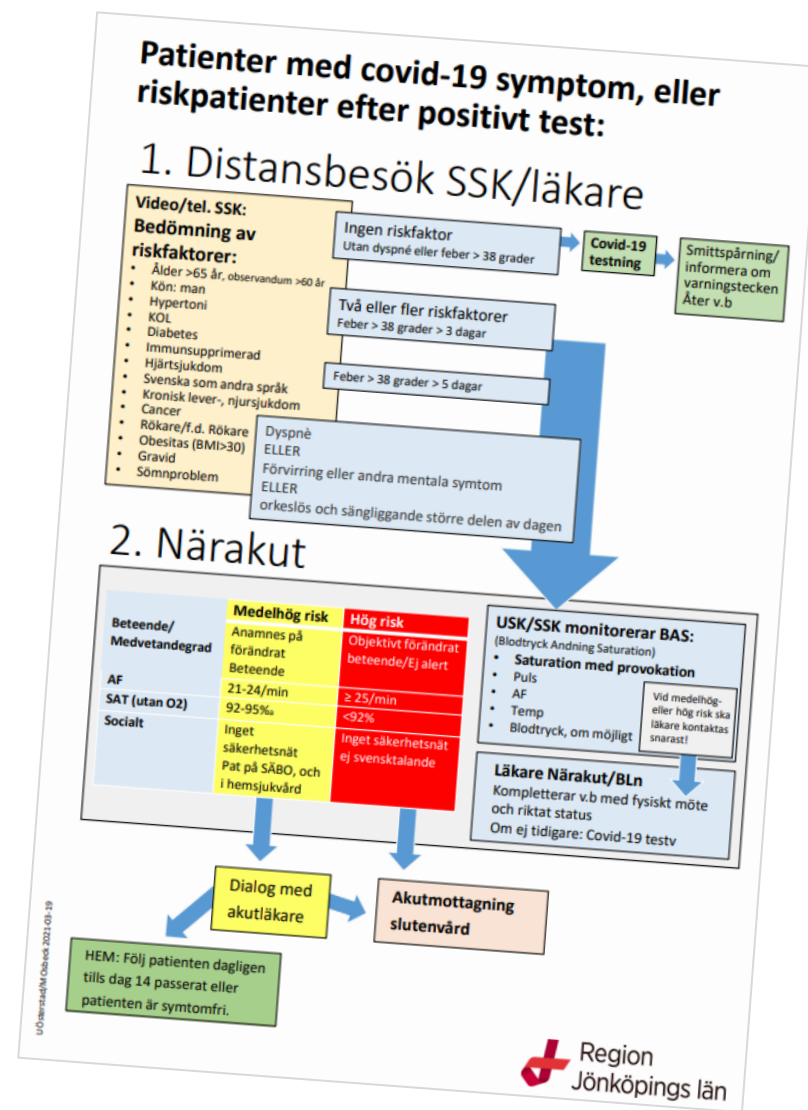 Patienter med covid-19 symptom, eller
riskpatienter efter positivt test:
1. Distansbesök SSK/läkare
Video/tel. SSK:
Bedömning av
riskfaktorer:
• Ålder >65 år, observandum >60 år
• Kön: man
• Hypertoni
• KOL
• Diabetes
• Immunsupprimerad
• Hjärtsjukdom
• Svenska som andra språk
• Kronisk lever-, njursjukdom
• Cancer
• Rökare/f.d. Rökare
• Obesitas (BMI>30)
• Gravid
• Sömnproblem
Ingen riskfaktor
Utan dyspné eller feber > 38 grader
Covid-19
testning
Smittspårning/
informera om
varningstecken
Åter v.b
Två eller fler riskfaktorer
Feber > 38 grader > 3 dagar
Feber > 38 grader > 5 dagar
Dyspnè
ELLER
Förvirring eller andra mentala symtom
ELLER
orkeslös och sängliggande större delen av dagen
2. Närakut
Medelhög risk
Hög risk
Beteende/
Medvetandegrad
Anamnes på
förändrat
Beteende
Objektivt förändrat
beteende/Ej alert
AF
21-24/min
≥ 25/min
SAT (utan O2)
92-95‰
<92%
Socialt
Inget
säkerhetsnät
Pat på SÄBO, och
i hemsjukvård
Inget säkerhetsnät
ej svensktalande
USK/SSK monitorerar BAS:
(Blodtryck Andning Saturation)
• Saturation med provokation
• Puls
• AF
• Temp
• Blodtryck, om möjligt
Vid medelhög-
eller hög risk ska
läkare kontaktas
snarast!
Läkare Närakut/BLn
Kompletterar v.b med fysiskt möte
och riktat status
Om ej tidigare: Covid-19 testv
Dialog med
akutläkare
Akutmottagning
slutenvård
HEM: Följ patienten dagligen
tills dag 14 passerat eller
patienten är symtomfri.
U Österstad/M Osbeck 2021-03-19
Region
Jönköpings län